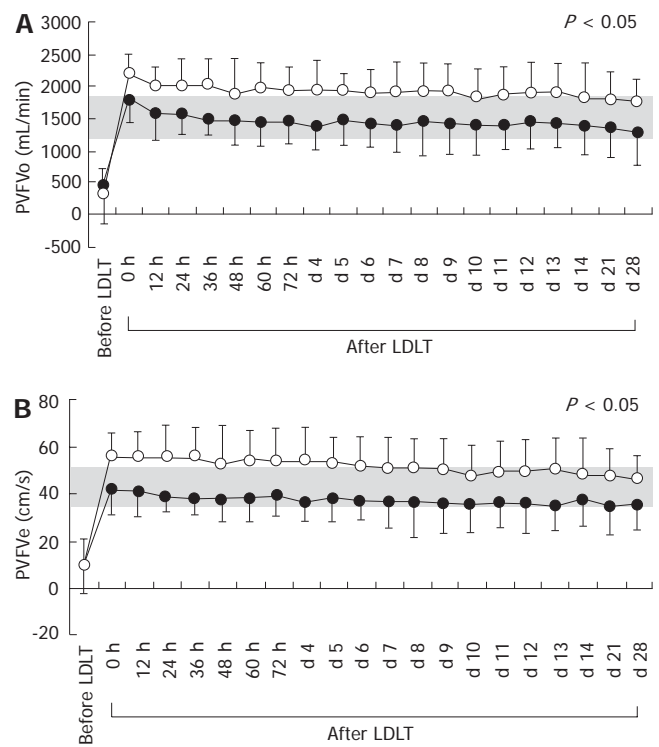 A
P < 0.05
PVFVo (mL/min)
3000
2500
2000
1500
1000
500
0
-500
Before LDLT
0 h
12 h
24 h
36 h
48 h
60 h
72 h
d 4
d 5
d 6
d 7
d 8
d 9
d 10
d 11
d 12
d 13
d 14
d 21
d 28
After LDLT
B
P < 0.05
PVFVe (cm/s)
80
60
40
20
0
-20
Before LDLT
0 h
12 h
24 h
36 h
48 h
60 h
72 h
d 4
d 5
d 6
d 7
d 8
d 9
d 10
d 11
d 12
d 13
d 14
d 21
d 28
After LDLT